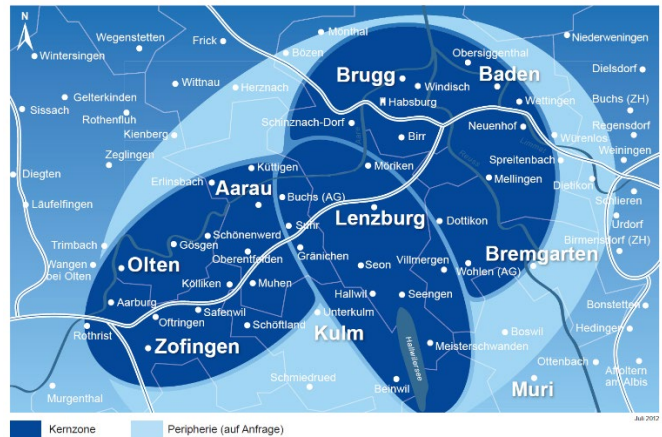 N
Mönthal
Wegenstetten
Frick
Bözen
Niederweningen
Wintersingen
Obersiggenthal
Brugg
Baden
Dielsdorf
Wittnau
Herznach
Windisch
Gelterkinden
Habsburg
Wettingen
Buchs (ZH)
Sissach
Rothenfluh
Schinznach-Dorf
Neuenhof
Regensdorf
Kienberg
Birr
Würenlos
Weiningen
Zeglingen
Spreitenbach
Diegten
Küttigen
Möriken
Erlinsbach
Mellingen
Dietikon
Aarau
Schlieren
Läufelfingen
Buchs (AG)
Lenzburg
Dottikon
Urdorf
Schönenwerd
Suhr
Birmensdorf (ZH)
Trimbach
Gösgen
Oberentfelden
Gränichen
Bremgarten
Wangen
bei Olten
Olten
Seon
Villmergen
Wohlen (AG)
Kölliken
Muhen
Hallwil
Seengen
Bonstetten
Aarburg
Safenwil
Unterkulm
Oftringen
Schöftland
Kulm
Boswil
Hedingen
Rothrist
Hallwilersee
Meisterschwanden
Zofingen
Ottenbach
Affoltern
am Albis
Schmiedrued
Beinwil
Muri
Murgenthal
Juli 2012
Kernzone
Peripherie (auf Anfrage)